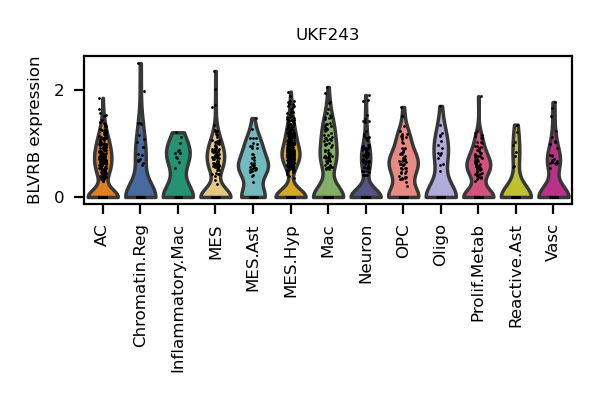 UKF243
BLVRB expression
2
0
AC
Chromatin.Reg
Inflammatory.Mac
MES
MES.Ast
MES.Hyp
Mac
Neuron
OPC
Oligo
Prolif.Metab
Reactive.Ast
Vasc